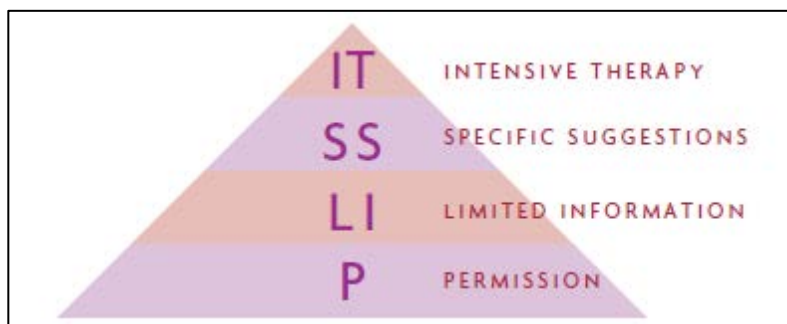 IT INTENSIVE THERAPY
SS SPECIFIC SUGGESTIONS
LI LIMITED INFORMATION
P PERMISSION